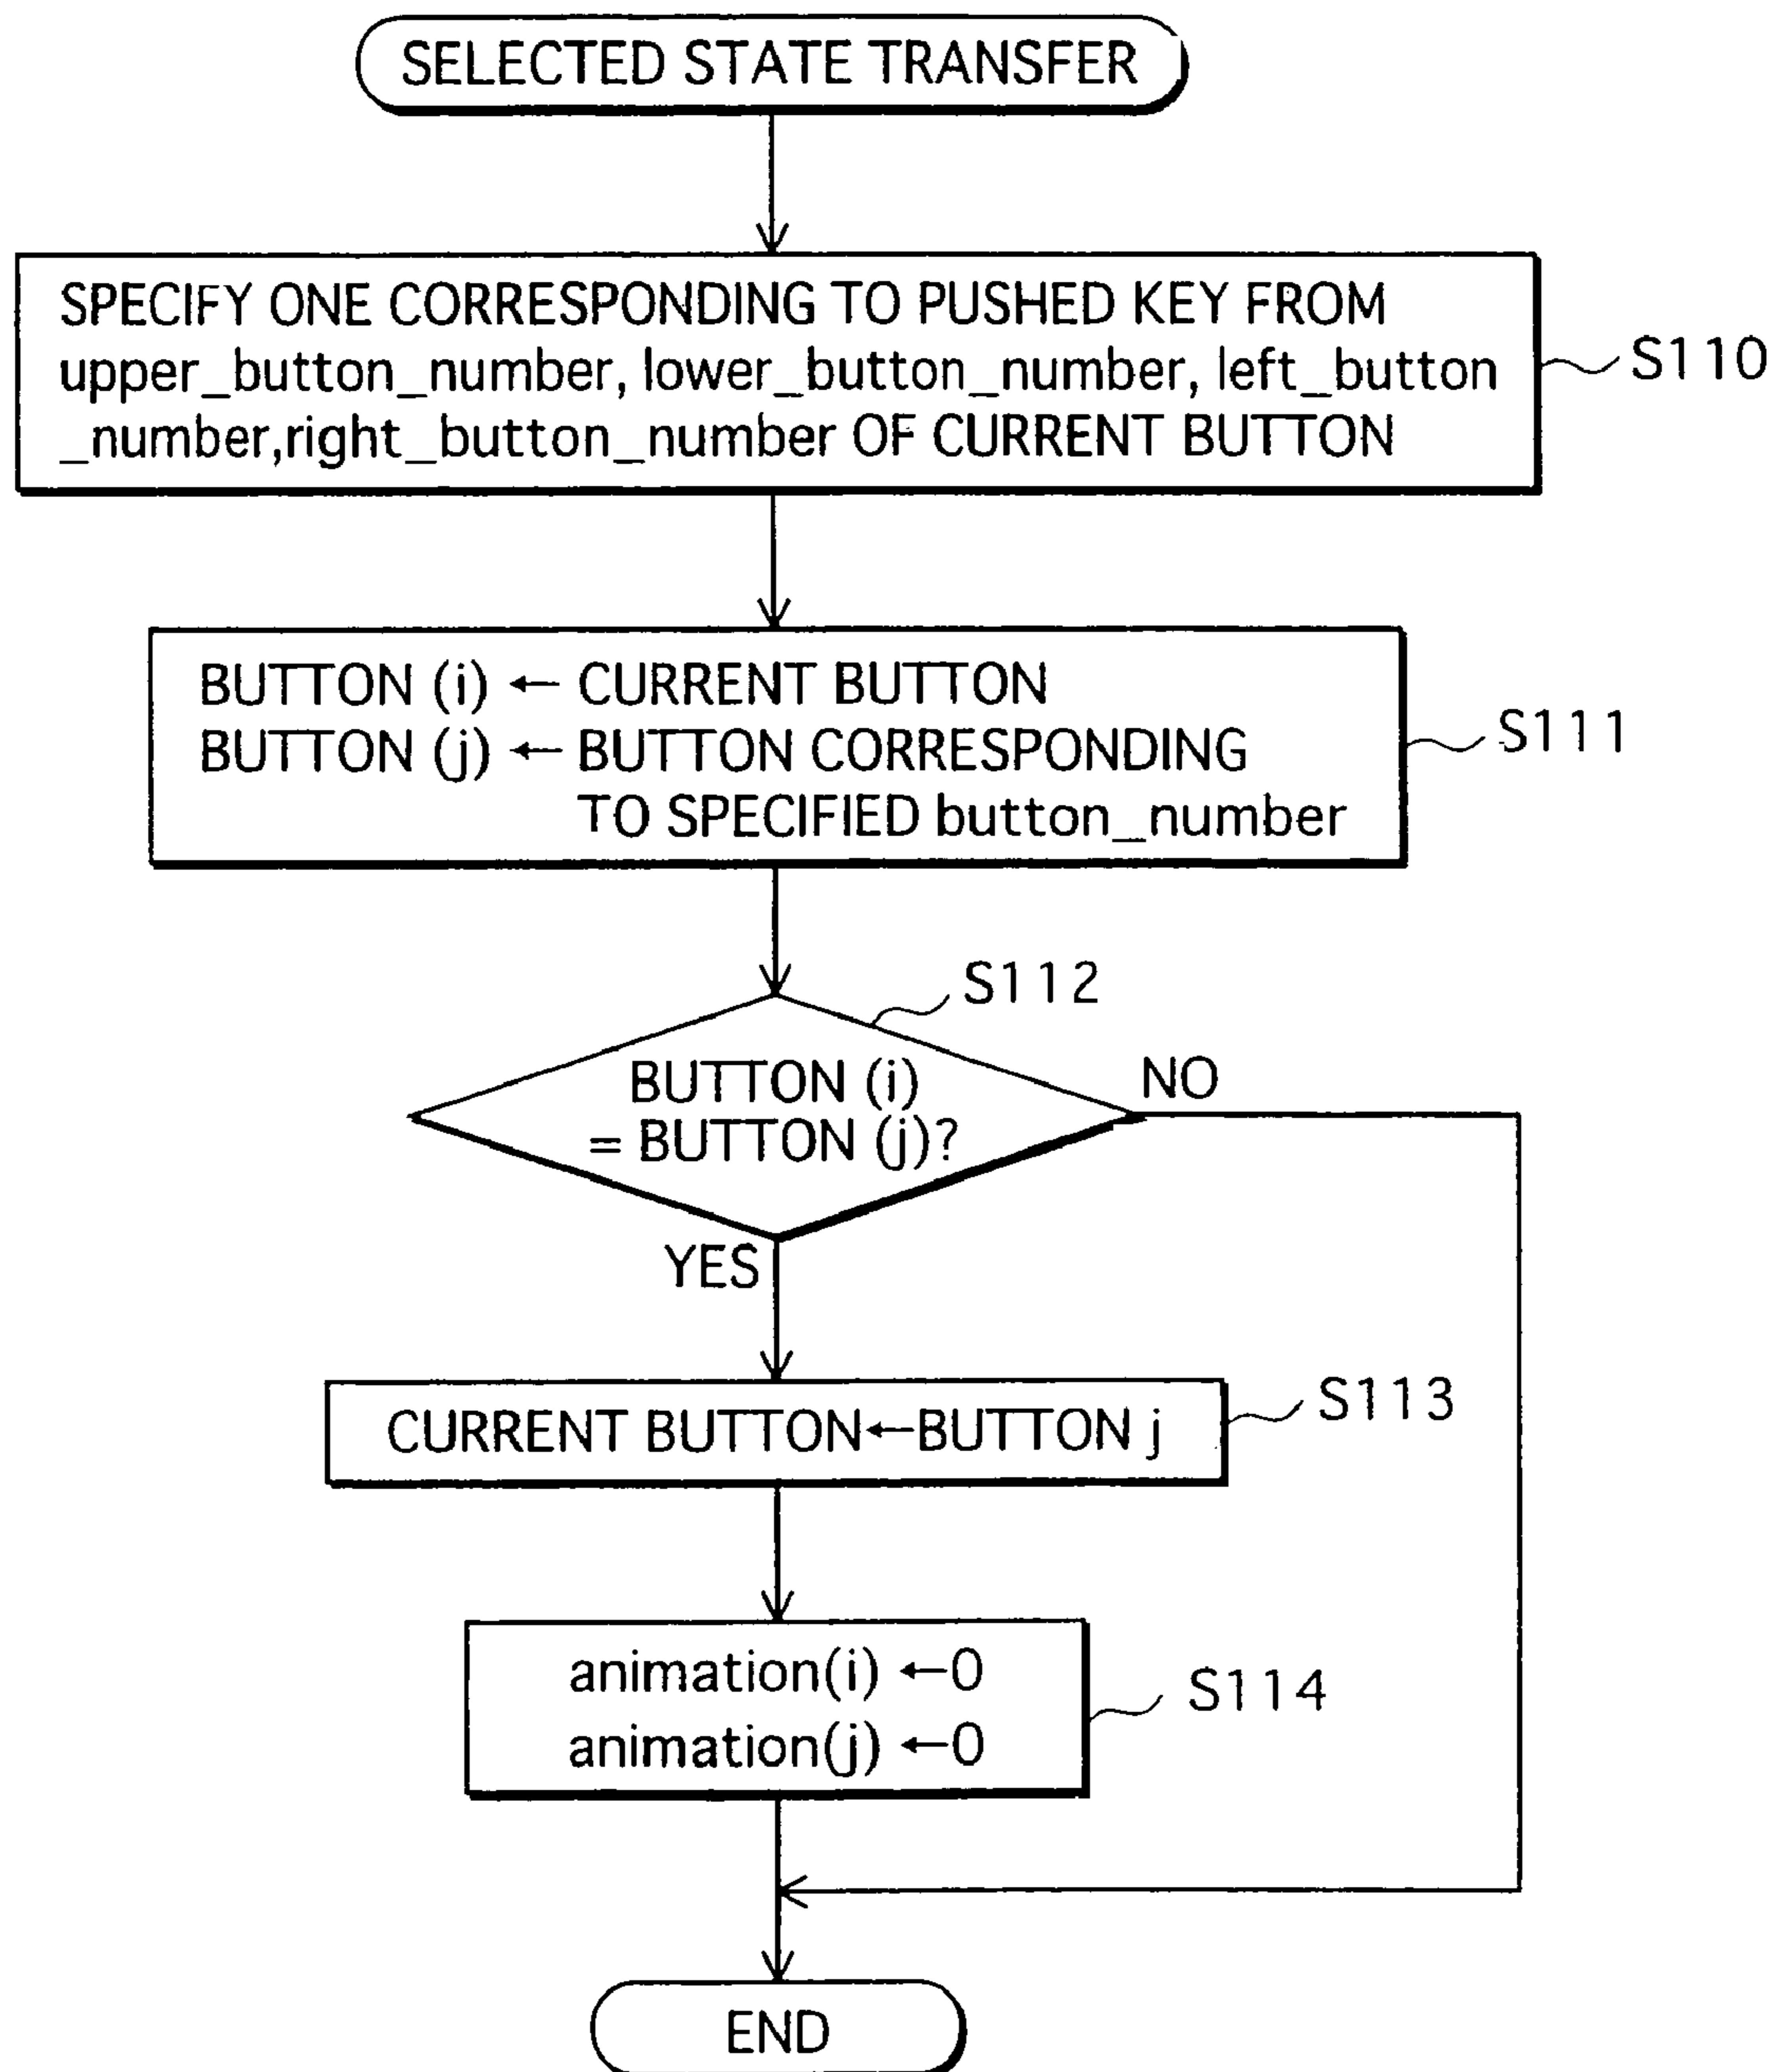 SELECTED STATE TRANSFER
SPECIFY ONE CORRESPONDING TO PUSHED KEY FROM
upper_button_number, lower_button_number, left_button
_number,right_button_number OF CURRENT BUTTON
S110
BUTTON (i) ← CURRENT BUTTON
BUTTON (j) ← BUTTON CORRESPONDING
TO SPECIFIED button_number
S111
S112
BUTTON (i)
= BUTTON (j)?
NO
YES
CURRENT BUTTON←BUTTON j
S113
animation(i) ←0
animation(j) ←0
S114
END